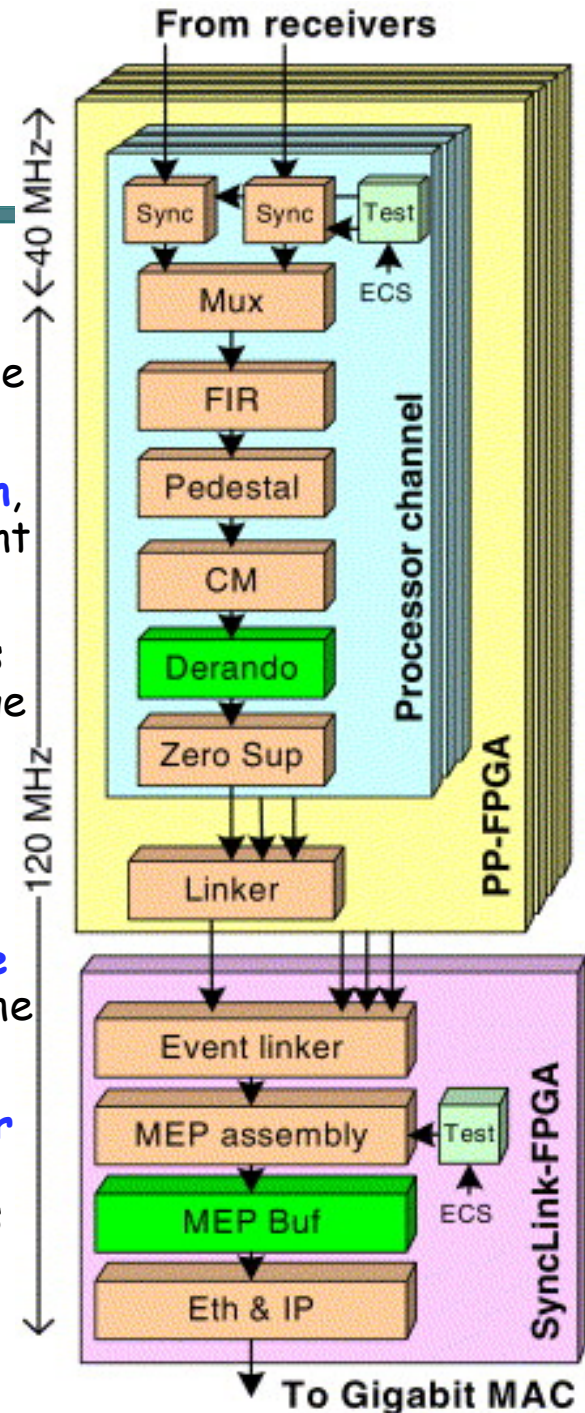 From receivers
40 MHz
Sync
Sync
Test
ECS
Mux
FIR
Pedestal
CM
Derando
Zero Sup
Processor channel
Linker
PP-FPGA
120 MHz
Event linker
MEP assembly
Test
ECS
MEP Buf
Eth & IP
SyncLink-FPGA
To Gigabit MAC